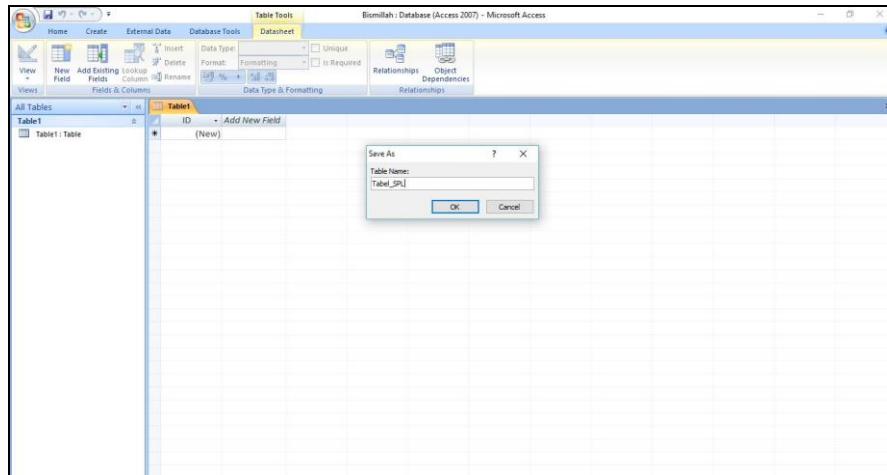 Table Tools
Bismillah : Database (Access 2007) - Microsoft Access
Home Create External Data Database Tools Datasheet
View
Views
New Field
Add Existing Fields
Lookup Column
Insert
Delete
Rename
Fields & Columns
Data Type:
Format: Formatting
Unique
Is Required
%
Data Type & Formatting
Relationships
Object Dependencies
Relationships
All Tables
Table1
Table1 : Table
Table1
ID Add New Field
(New)
Save As ?
Table Name:
Tabel_SPL
OK Cancel